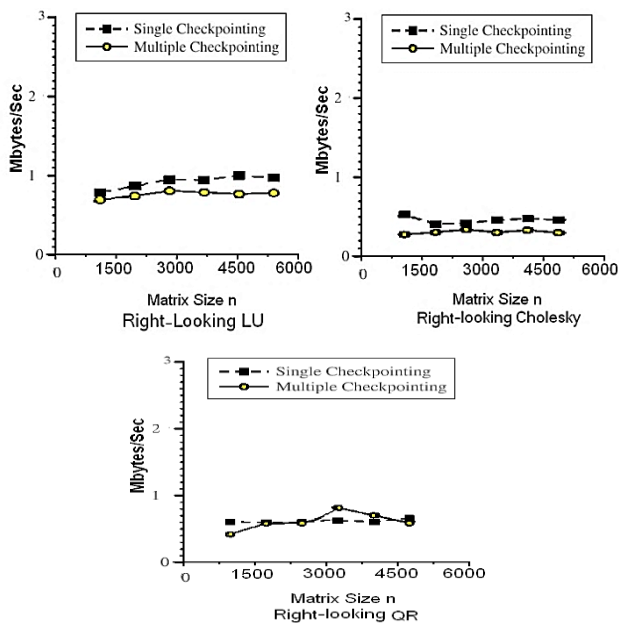 Single Checkpointing
Multiple Checkpointing
3
2
1
0
Mbytes/Sec
0 1500 3000 4500 6000
Matrix Size n
Right-Looking LU
Single Checkpointing
Multiple Checkpointing
3
2
1
0
Mbytes/Sec
0 1500 3000 4500 6000
Matrix Size n
Right-looking Cholesky
Single Checkpointing
Multiple Checkpointing
3
2
1
0
Mbytes/Sec
0 1500 3000 4500 6000
Matrix Size n
Right-looking QR